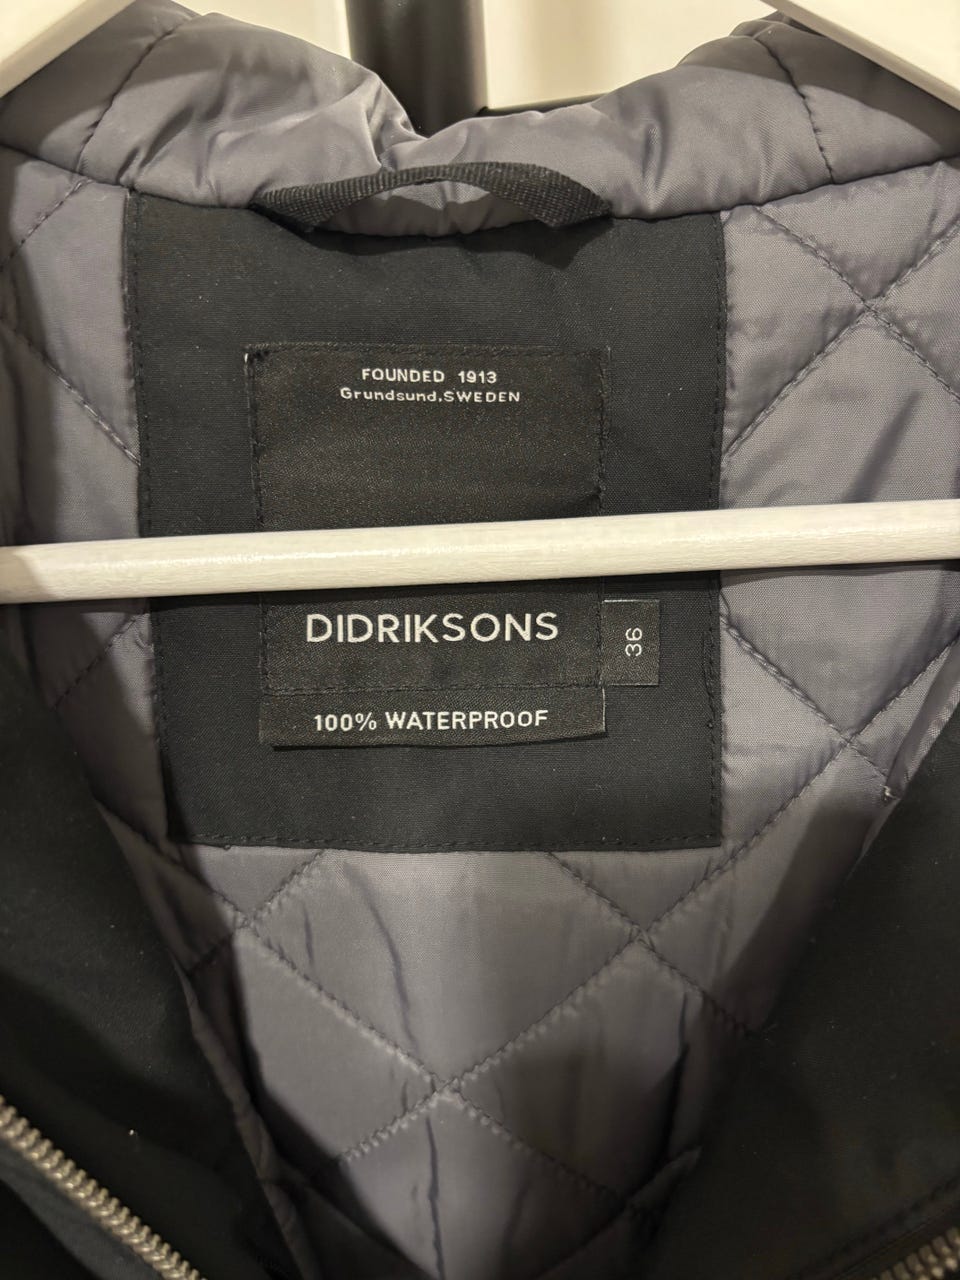 FOUNDED 1913
Grundsund,SWEDEN
DIDRIKSONS
36
100% WATERPROOF